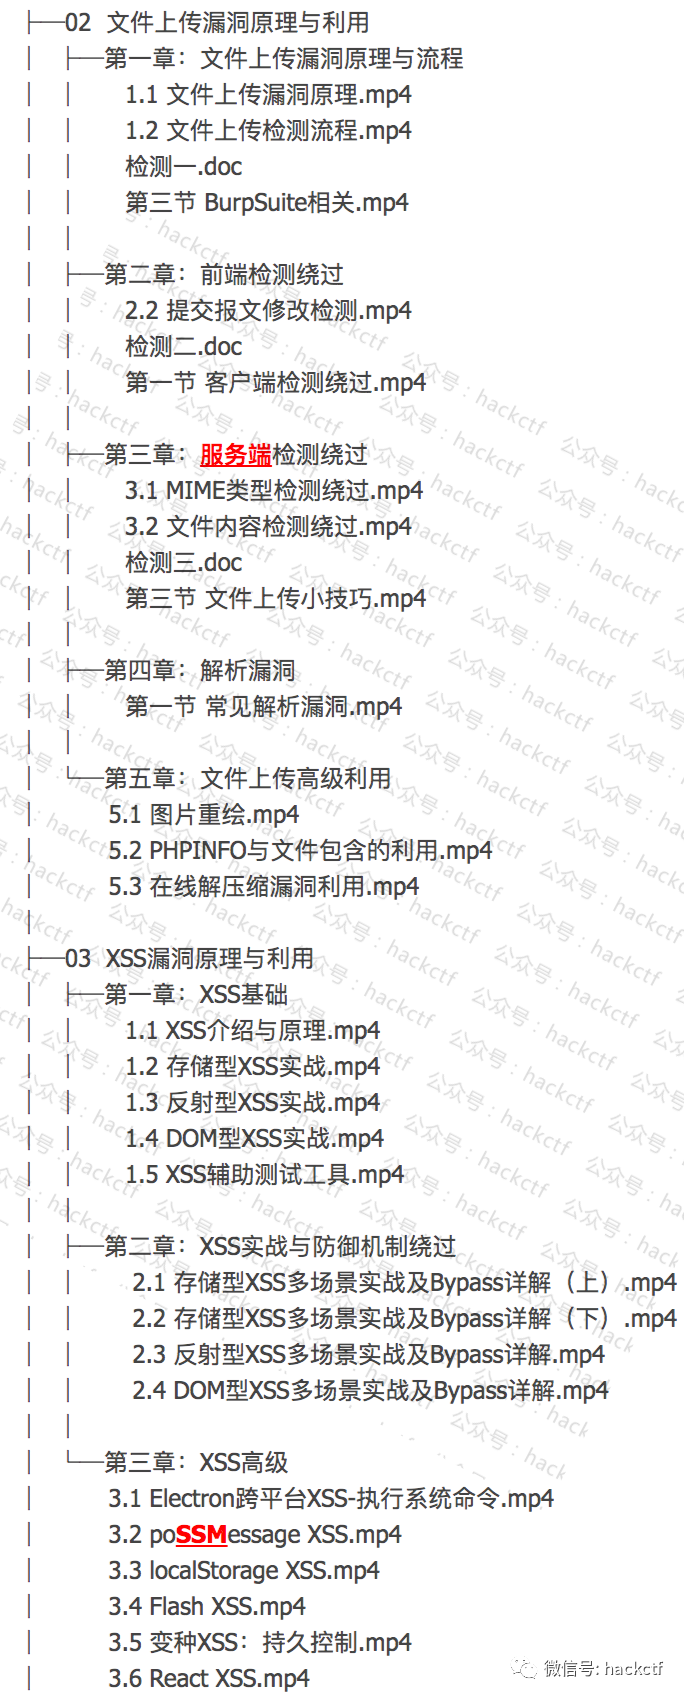 ├──02 文件上传漏洞原理与利用
│ ├──第一章：文件上传漏洞原理与流程
│ │ 1.1 文件上传漏洞原理.mp4
│ │ 1.2 文件上传检测流程.mp4
│ │ 检测一.doc
│ │ 第三节 BurpSuite相关.mp4
│ │
│ ├──第二章：前端检测绕过
│ │ 2.2 提交报文修改检测.mp4
│ │ 检测二.doc
│ │ 第一节 客户端检测绕过.mp4
│ │
│ ├──第三章：服务端检测绕过
│ │ 3.1 MIME类型检测绕过.mp4
│ │ 3.2 文件内容检测绕过.mp4
│ │ 检测三.doc
│ │ 第三节 文件上传小技巧.mp4
│ │
│ ├──第四章：解析漏洞
│ │ 第一节 常见解析漏洞.mp4
│ │
│ └──第五章：文件上传高级利用
│ 5.1 图片重绘.mp4
│ 5.2 PHPINFO与文件包含的利用.mp4
│ 5.3 在线解压缩漏洞利用.mp4
│
├──03 XSS漏洞原理与利用
│ ├──第一章：XSS基础
│ │ 1.1 XSS介绍与原理.mp4
│ │ 1.2 存储型XSS实战.mp4
│ │ 1.3 反射型XSS实战.mp4
│ │ 1.4 DOM型XSS实战.mp4
│ │ 1.5 XSS辅助测试工具.mp4
│ │
│ ├──第二章：XSS实战与防御机制绕过
│ │ 2.1 存储型XSS多场景实战及Bypass详解（上）.mp4
│ │ 2.2 存储型XSS多场景实战及Bypass详解（下）.mp4
│ │ 2.3 反射型XSS多场景实战及Bypass详解.mp4
│ │ 2.4 DOM型XSS多场景实战及Bypass详解.mp4
│ │
│ └──第三章：XSS高级
│ 3.1 Electron跨平台XSS-执行系统命令.mp4
│ 3.2 poSSMessage XSS.mp4
│ 3.3 localStorage XSS.mp4
│ 3.4 Flash XSS.mp4
│ 3.5 变种XSS：持久控制.mp4
│ 3.6 React XSS.mp4
微信号: hackctf
公众号：hackctf